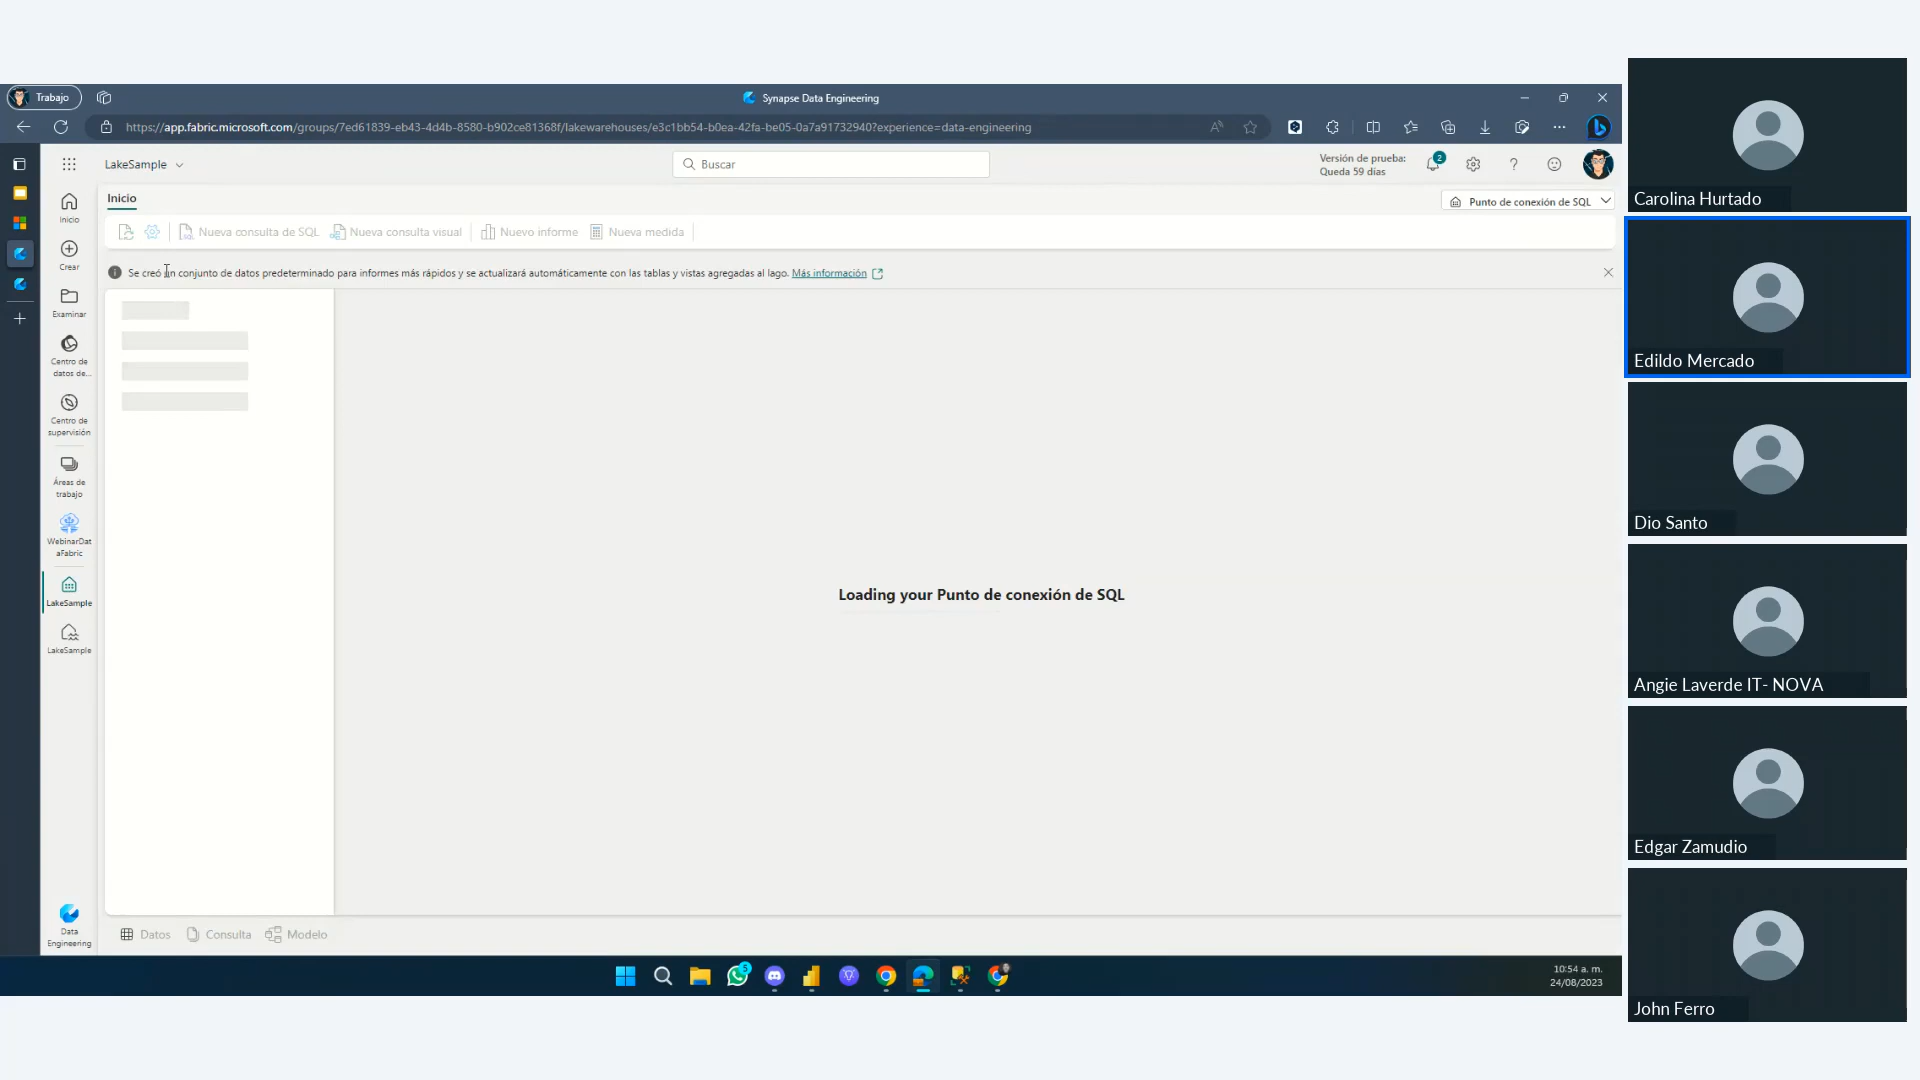 Trabajo
Synapse Data Engineering
https://app.fabric.microsoft.com/groups/7ed61839-eb43-4d4b-8580-b902ce81368f/lakewarehouses/e3c1bb54-b0ea-42fa-be05-0a7a91732940?experience=data-engineering
LakeSample
Buscar
Versión de prueba:
Queda 59 días
2
Inicio
Punto de conexión de SQL
Nueva consulta de SQL
Nueva consulta visual
Nuevo informe
Nueva medida
Se creó un conjunto de datos predeterminado para informes más rápidos y se actualizará automáticamente con las tablas y vistas agregadas al lago. Más información
Inicio
Crear
Examinar
Centro de
datos de...
Centro de
supervisión
Áreas de
trabajo
WebinarDat
aFabric
LakeSample
LakeSample
Data
Engineering
Loading your Punto de conexión de SQL
Datos
Consulta
Modelo
5
10:54 a. m.
24/08/2023
Carolina Hurtado
Edildo Mercado
Dio Santo
Angie Laverde IT- NOVA
Edgar Zamudio
John Ferro